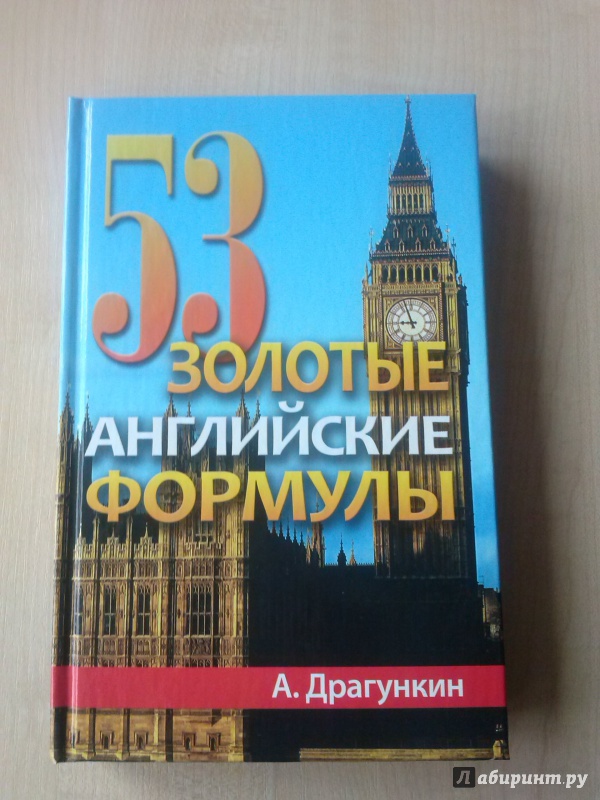 53
ЗОЛОТЫЕ
АНГЛИЙСКИЕ
ФОРМУЛЫ
А. Драгункин
Лабиринт.ру